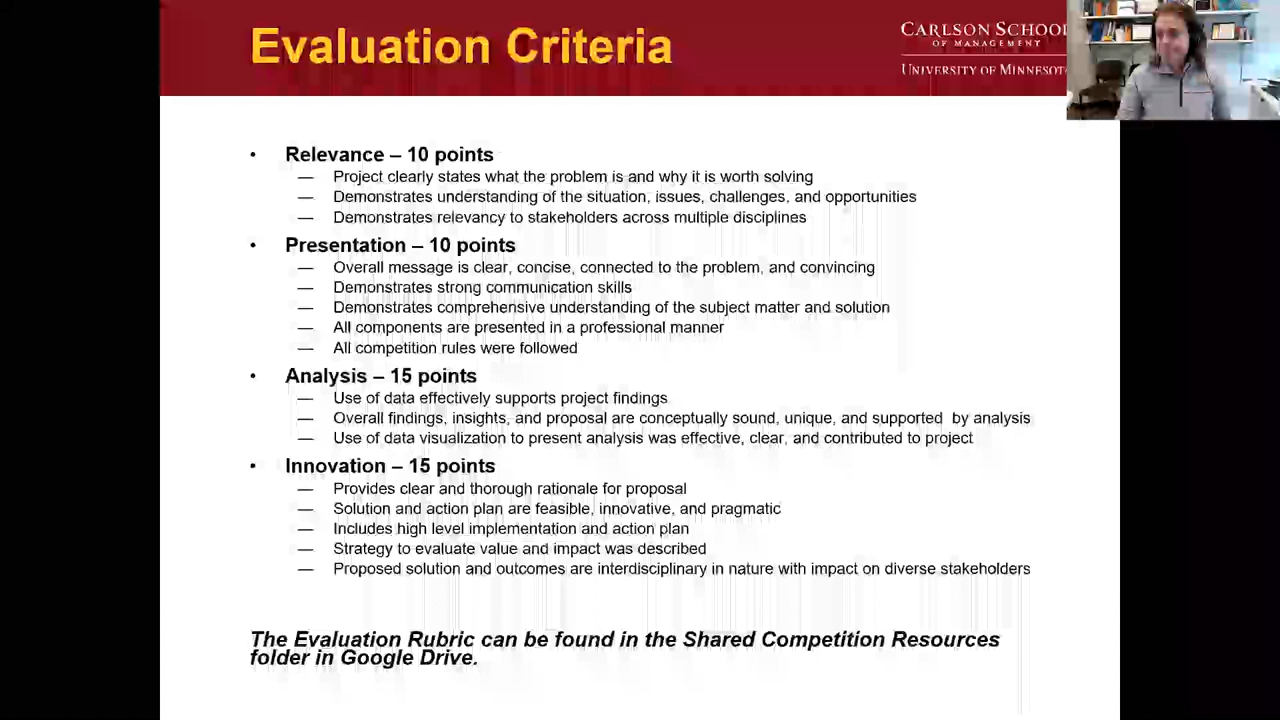 Evaluation Criteria
CARLSON SCHOOL
OF MANAGEMENT
UNIVERSITY OF MINNESOT
• Relevance – 10 points
— Project clearly states what the problem is and why it is worth solving
— Demonstrates understanding of the situation, issues, challenges, and opportunities
— Demonstrates relevancy to stakeholders across multiple disciplines
• Presentation – 10 points
— Overall message is clear, concise, connected to the problem, and convincing
— Demonstrates strong communication skills
— Demonstrates comprehensive understanding of the subject matter and solution
— All components are presented in a professional manner
— All competition rules were followed
• Analysis – 15 points
— Use of data effectively supports project findings
— Overall findings, insights, and proposal are conceptually sound, unique, and supported by analysis
— Use of data visualization to present analysis was effective, clear, and contributed to project
• Innovation – 15 points
— Provides clear and thorough rationale for proposal
— Solution and action plan are feasible, innovative, and pragmatic
— Includes high level implementation and action plan
— Strategy to evaluate value and impact was described
— Proposed solution and outcomes are interdisciplinary in nature with impact on diverse stakeholders
The Evaluation Rubric can be found in the Shared Competition Resources
folder in Google Drive.